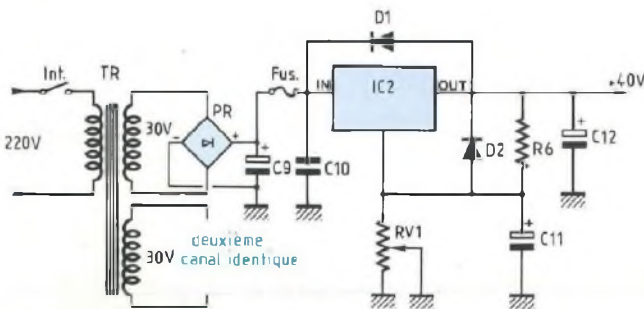 D1
Int.
TR
Fus.
IN
IC2
OUT
+40V
30V
PR
-
+
220V
+
C9
C10
D2
R6
+
C12
30V
deuxième
canal identique
RV1
+
C11